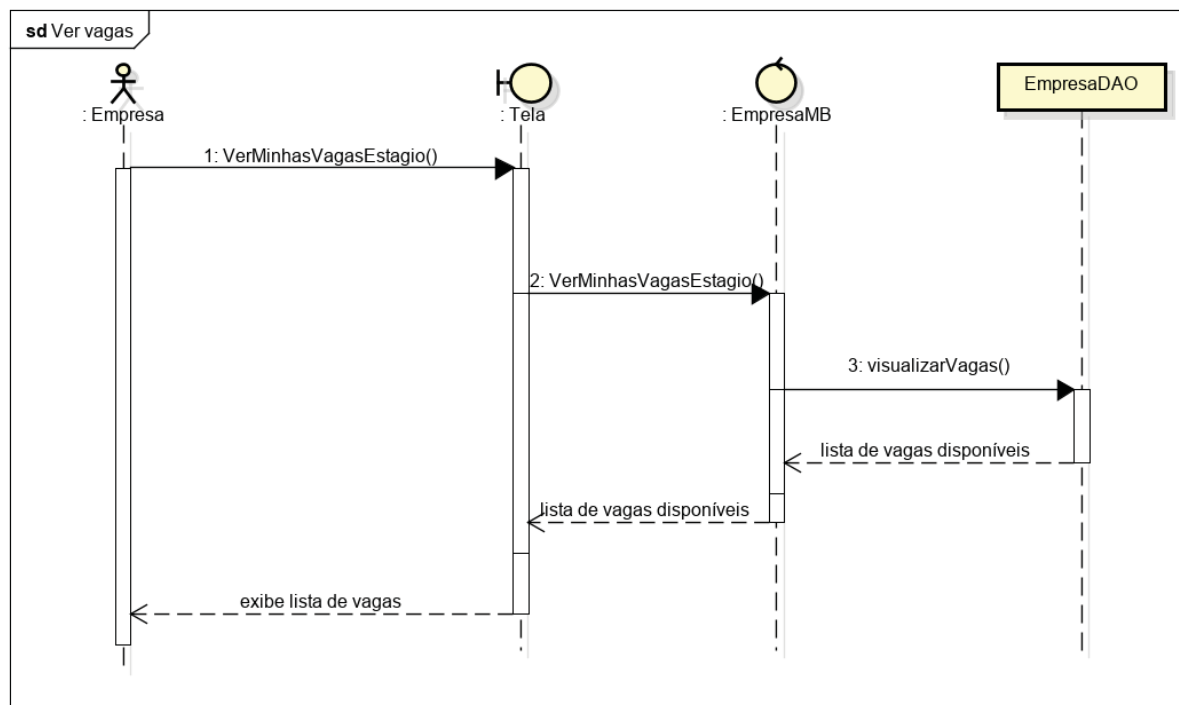 sd Ver vagas
: Empresa
: Tela
: EmpresaMB
EmpresaDAO
1: VerMinhasVagasEstagio()
2: VerMinhasVagasEstagio()
3: visualizarVagas()
lista de vagas disponíveis
lista de vagas disponíveis
exibe lista de vagas